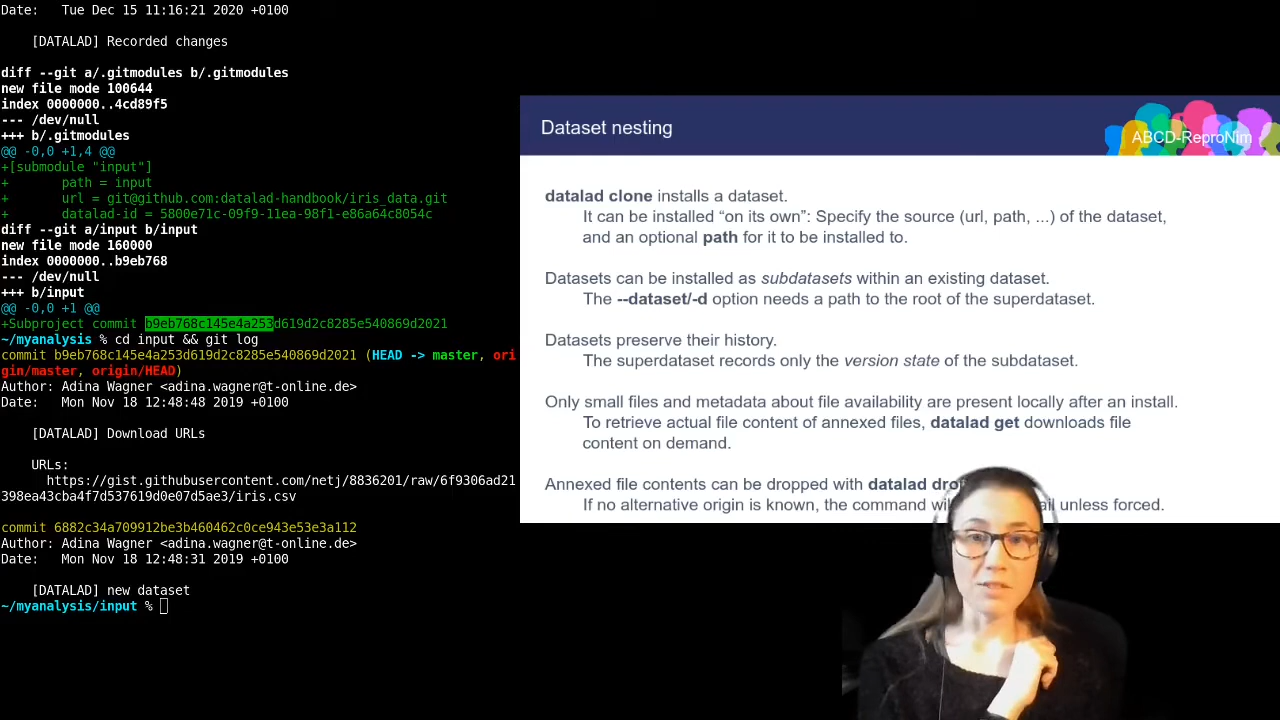 Date:   Tue Dec 15 11:16:21 2020 +0100
[DATALAD] Recorded changes
diff --git a/.gitmodules b/.gitmodules
new file mode 100644
index 0000000..4cd89f5
--- /dev/null
+++ b/.gitmodules
@@ -0,0 +1,4 @@
+[submodule "input"]
+       path = input
+       url = git@github.com:datalad-handbook/iris_data.git
+       datalad-id = 5800e71c-09f9-11ea-98f1-e86a64c8054c
diff --git a/input b/input
new file mode 160000
index 0000000..b9eb768
--- /dev/null
+++ b/input
@@ -0,0 +1 @@
+Subproject commit b9eb768c145e4a253d619d2c8285e540869d2021
~/myanalysis % cd input && git log
commit b9eb768c145e4a253d619d2c8285e540869d2021 (HEAD -> master, ori
gin/master, origin/HEAD)
Author: Adina Wagner <adina.wagner@t-online.de>
Date:   Mon Nov 18 12:48:48 2019 +0100
[DATALAD] Download URLs
URLs:
https://gist.githubusercontent.com/netj/8836201/raw/6f9306ad21
398ea43cba4f7d537619d0e07d5ae3/iris.csv
commit 6882c34a709912be3b460462c0ce943e53e3a112
Author: Adina Wagner <adina.wagner@t-online.de>
Date:   Mon Nov 18 12:48:31 2019 +0100
[DATALAD] new dataset
~/myanalysis/input %
Dataset nesting
ABCD-ReproNim
datalad clone installs a dataset.
It can be installed “on its own”: Specify the source (url, path, ...) of the dataset,
and an optional path for it to be installed to.
Datasets can be installed as subdatasets within an existing dataset.
The --dataset/-d option needs a path to the root of the superdataset.
Datasets preserve their history.
The superdataset records only the version state of the subdataset.
Only small files and metadata about file availability are present locally after an install.
To retrieve actual file content of annexed files, datalad get downloads file
content on demand.
Annexed file contents can be dropped with datalad
If no alternative origin is known, the command unless forced.